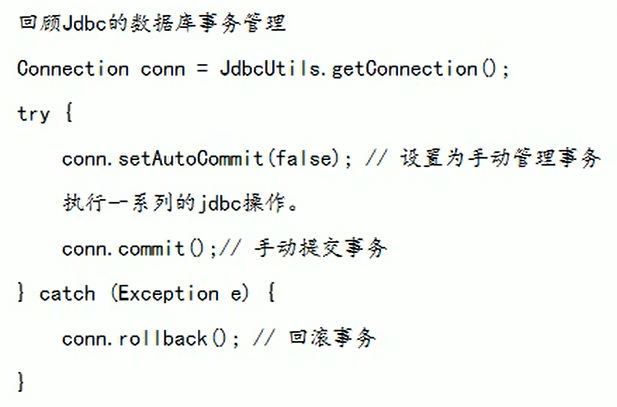 回顾Jdbc的数据库事务管理
Connection conn = JdbcUtils.getConnection();
try {
    conn.setAutoCommit(false); // 设置为手动管理事务
    执行一系列的jdbc操作。
    conn.commit();// 手动提交事务
} catch (Exception e) {
    conn.rollback(); // 回滚事务
}